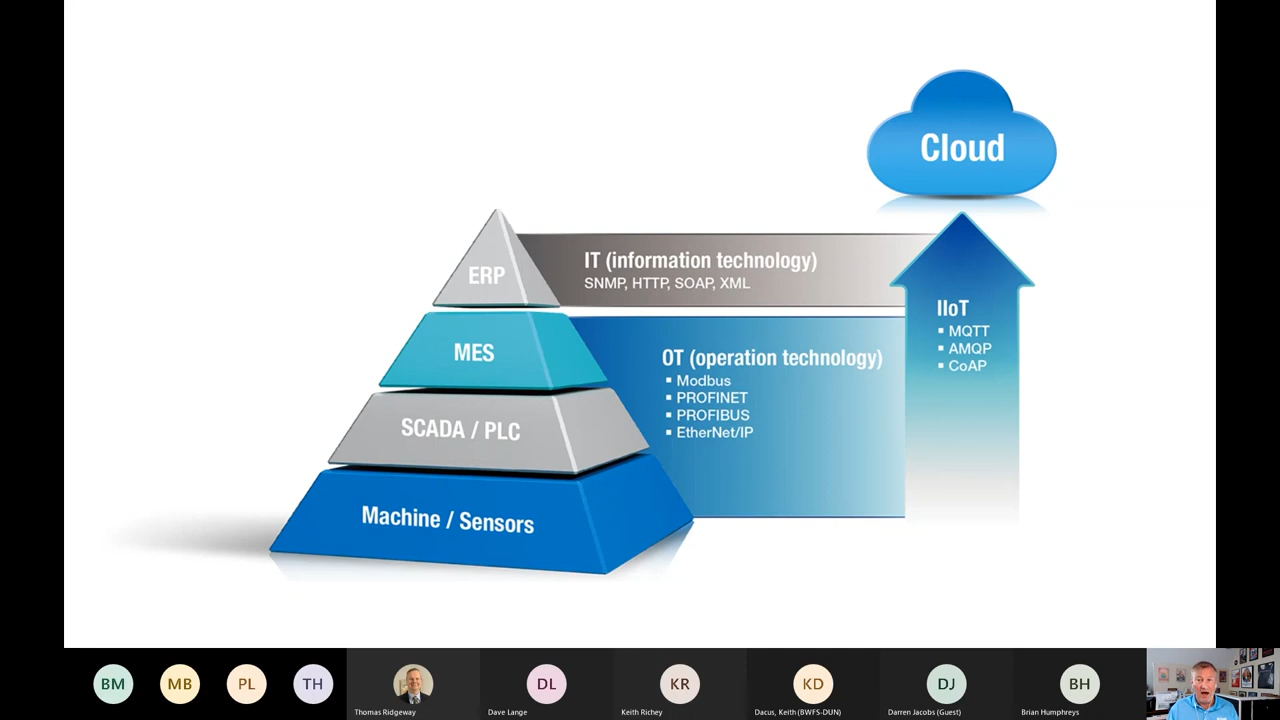 Cloud
ERP
IT (information technology)
SNMP, HTTP, SOAP, XML
MES
SCADA / PLC
Machine / Sensors
OT (operation technology)
▪ Modbus
▪ PROFINET
▪ PROFIBUS
▪ EtherNet/IP
IIoT
▪ MQTT
▪ AMQP
▪ CoAP
BM
MB
PL
TH
Thomas Ridgeway
DL
Dave Lange
KR
Keith Richey
KD
Dacus, Keith (BWFS-DUN)
DJ
Darren Jacobs (Guest)
BH
Brian Humphreys